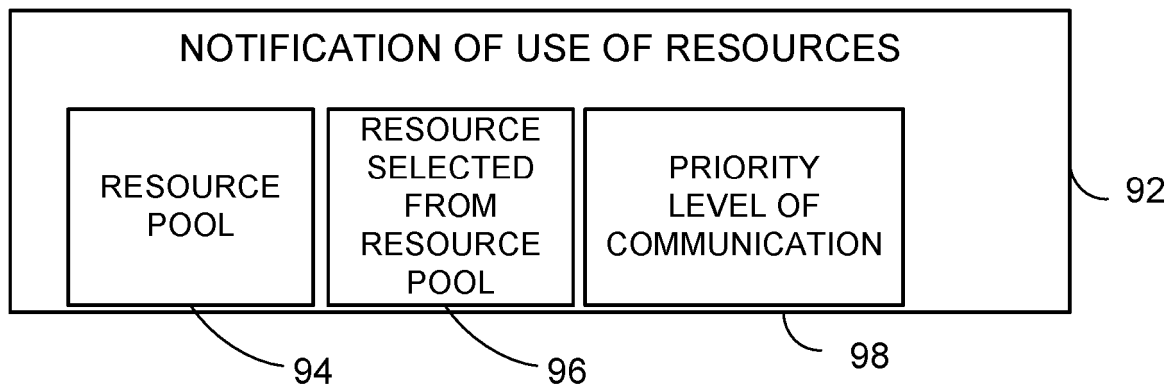 NOTIFICATION OF USE OF RESOURCES
RESOURCE
POOL
RESOURCE
SELECTED
FROM
RESOURCE
POOL
PRIORITY
LEVEL OF
COMMUNICATION
92
94
96
98